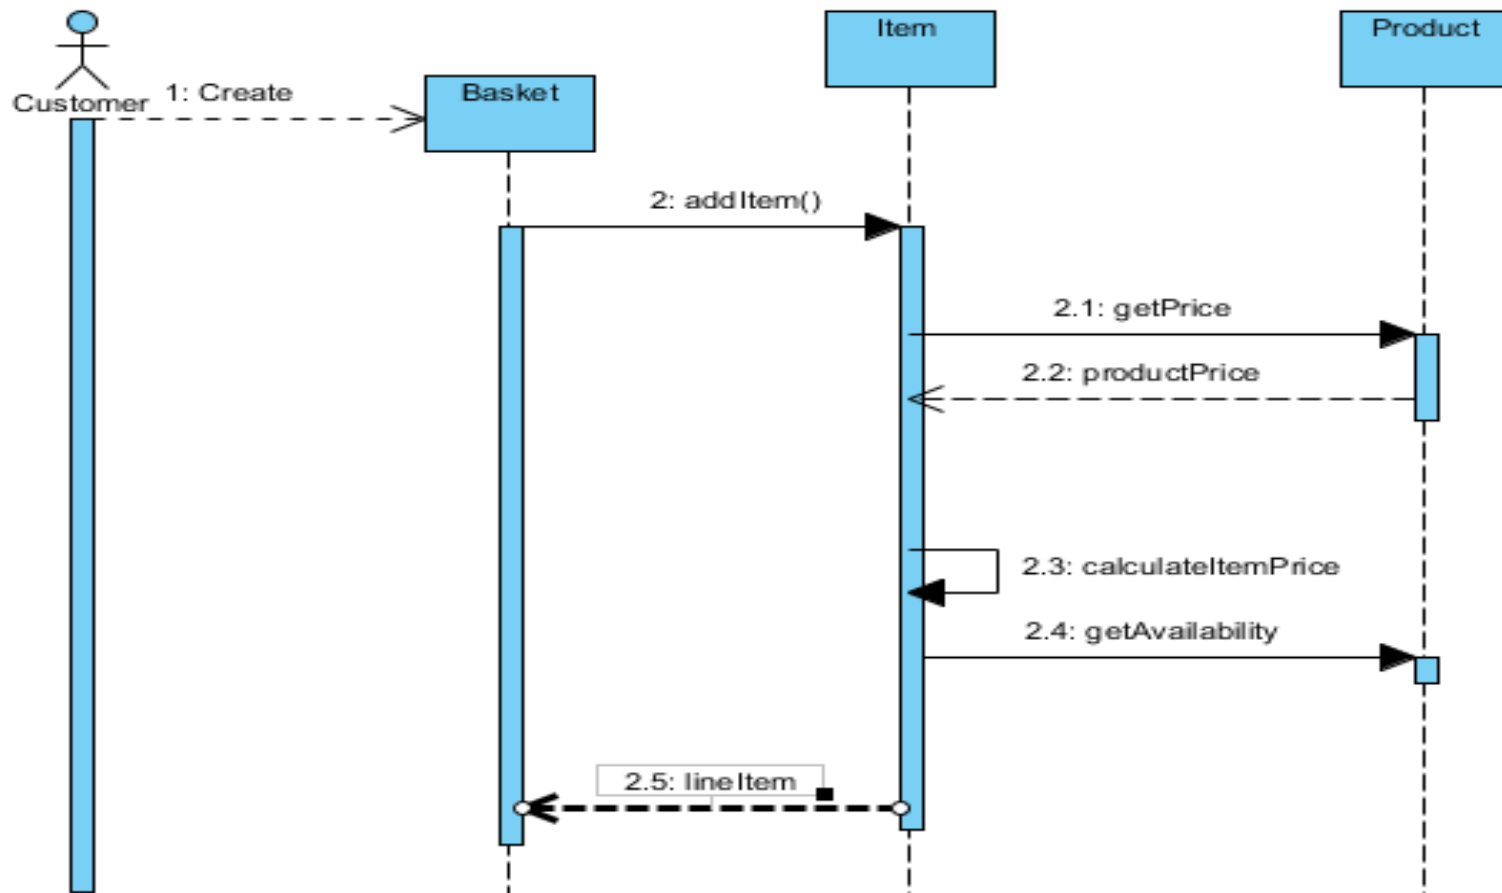 Item
Product
Customer
1: Create
Basket
2: addItem()
2.1: getPrice
2.2: productPrice
2.3: calculateItemPrice
2.4: getAvailability
2.5: lineItem